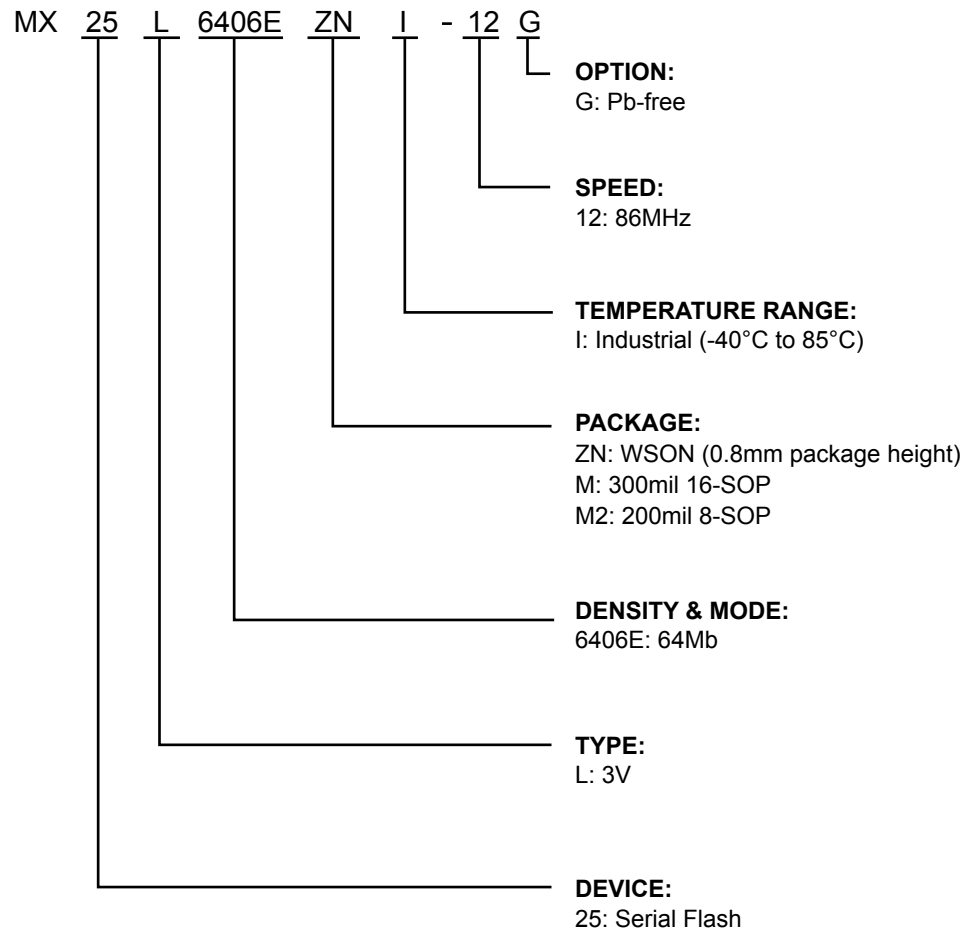 MX 25 L 6406E ZN I - 12 G
OPTION:
G: Pb-free
SPEED:
12: 86MHz
TEMPERATURE RANGE:
I: Industrial (-40°C to 85°C)
PACKAGE:
ZN: WSON (0.8mm package height)
M: 300mil 16-SOP
M2: 200mil 8-SOP
DENSITY & MODE:
6406E: 64Mb
TYPE:
L: 3V
DEVICE:
25: Serial Flash